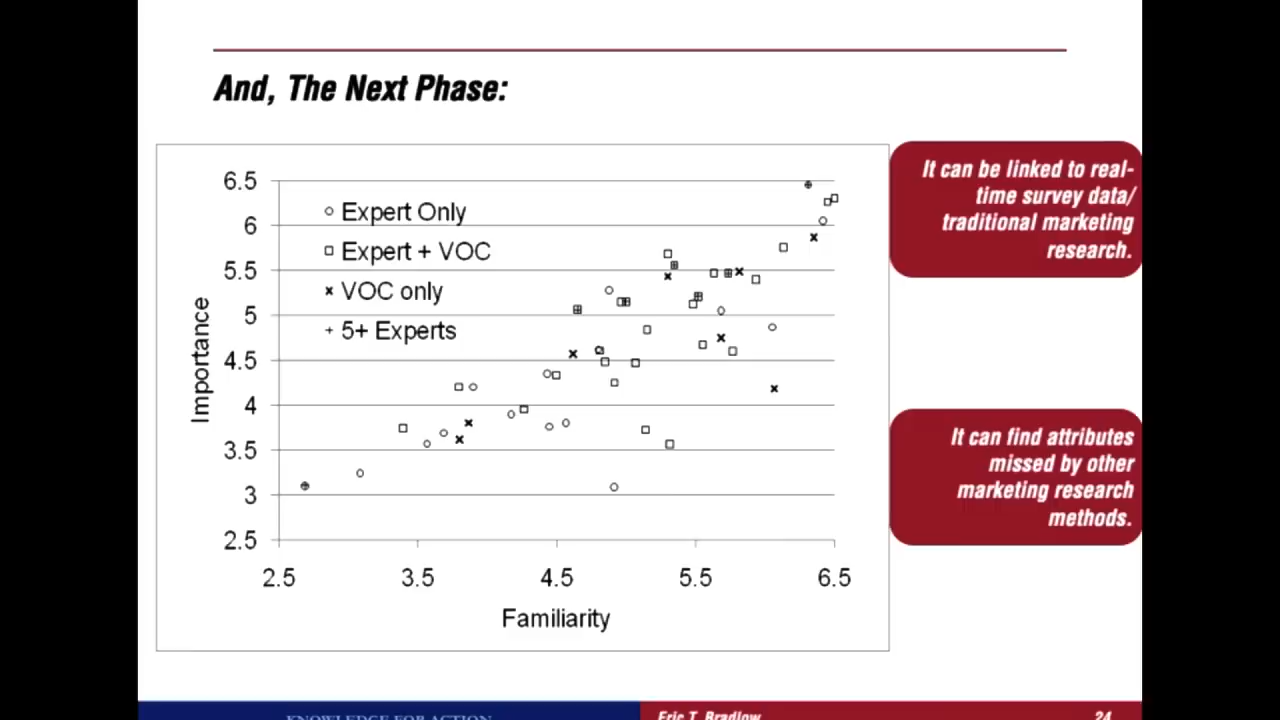 And, The Next Phase:
6.5
6
5.5
5
4.5
4
3.5
3
2.5
Importance
Expert Only
Expert + VOC
VOC only
5+ Experts
2.5 3.5 4.5 5.5 6.5
Familiarity
It can be linked to real-
time survey data/
traditional marketing
research.
It can find attributes
missed by other
marketing research
methods.
KNOWLEDGE FOR ACTION
Eric T. Bradlow
24